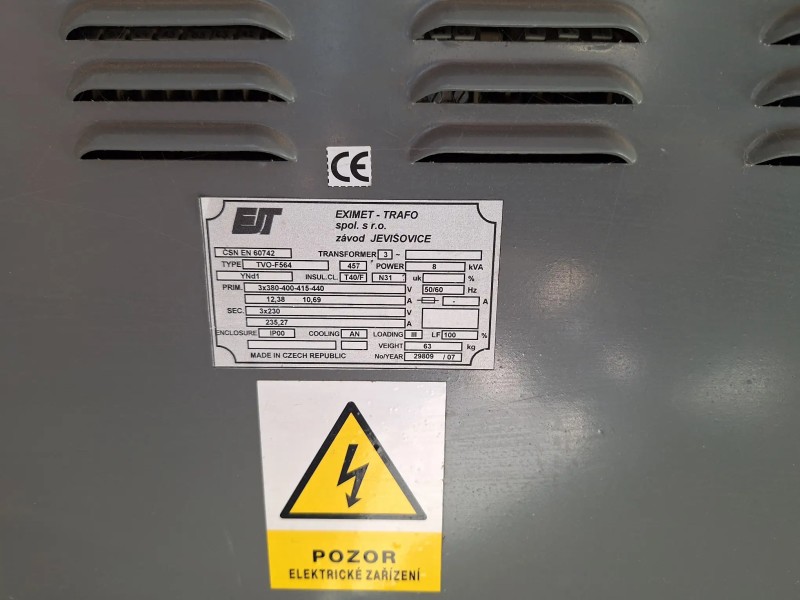 CE
EJT
EXIMET - TRAFO
spol. s r.o.
závod JEVIŠOVICE
ČSN EN 60742 TRANSFORMER 3 ~
TYPE TVO-F564 457 POWER 8 kVA
YNd1 INSUL.CL. T40/F N31 uk %
PRIM. 3x380-400-415-440 V 50/60 Hz
12,38 10,69 A - A
SEC. 3x230 V
235,27 A
ENCLOSURE IP00 COOLING AN LOADING III LF 100 %
VEIGHT 63 kg
MADE IN CZECH REPUBLIC No/YEAR 29809 / 07
POZOR
ELEKTRICKÉ ZAŘÍZENÍ